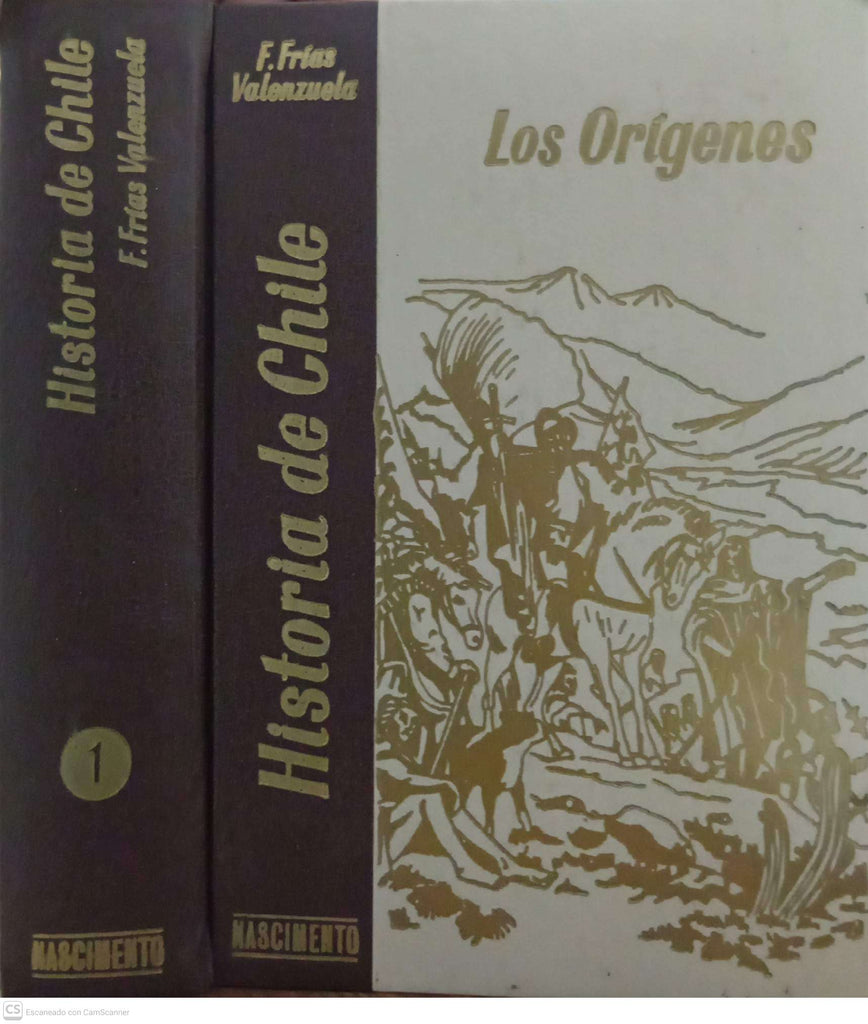 Historia de Chile
F. Frías Valenzuela
1
NASCIMENTO
F. Frías
Valenzuela
Historia de Chile
NASCIMENTO
Los Orígenes
CS Escaneado con CamScanner